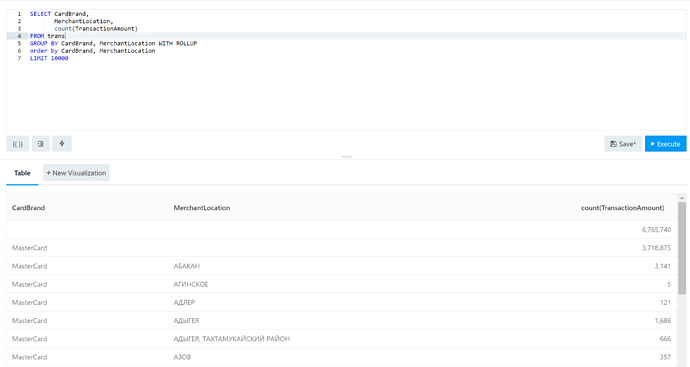 1 SELECT CardBrand,
2 MerchantLocation,
3 count(TransactionAmount)
4 FROM trans
5 GROUP BY CardBrand, MerchantLocation WITH ROLLUP
6 order by CardBrand, MerchantLocation
7 LIMIT 10000
{{ }} Save* Execute
Table + New Visualization
CardBrand MerchantLocation count(TransactionAmount)
6,765,740
MasterCard 3,718,875
MasterCard АБАКАН 3,141
MasterCard АГИНСКОЕ 5
MasterCard АДЛЕР 121
MasterCard АДЫГЕЯ 1,686
MasterCard АДЫГЕЯ, ТАХТАМУКАЙСКИЙ РАЙОН 666
MasterCard АЗОВ 357